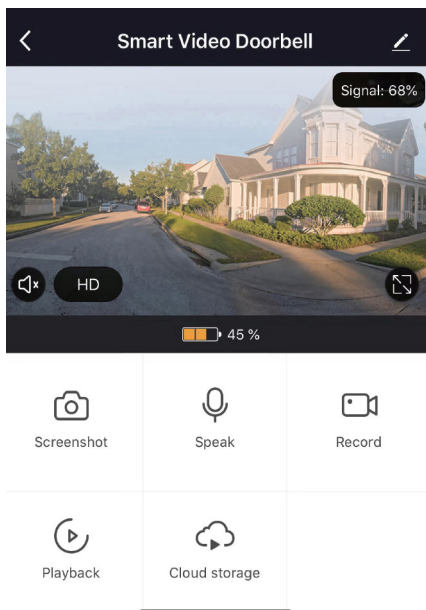 Smart Video Doorbell
Signal: 68%
HD
45 %
Screenshot
Speak
Record
Playback
Cloud storage